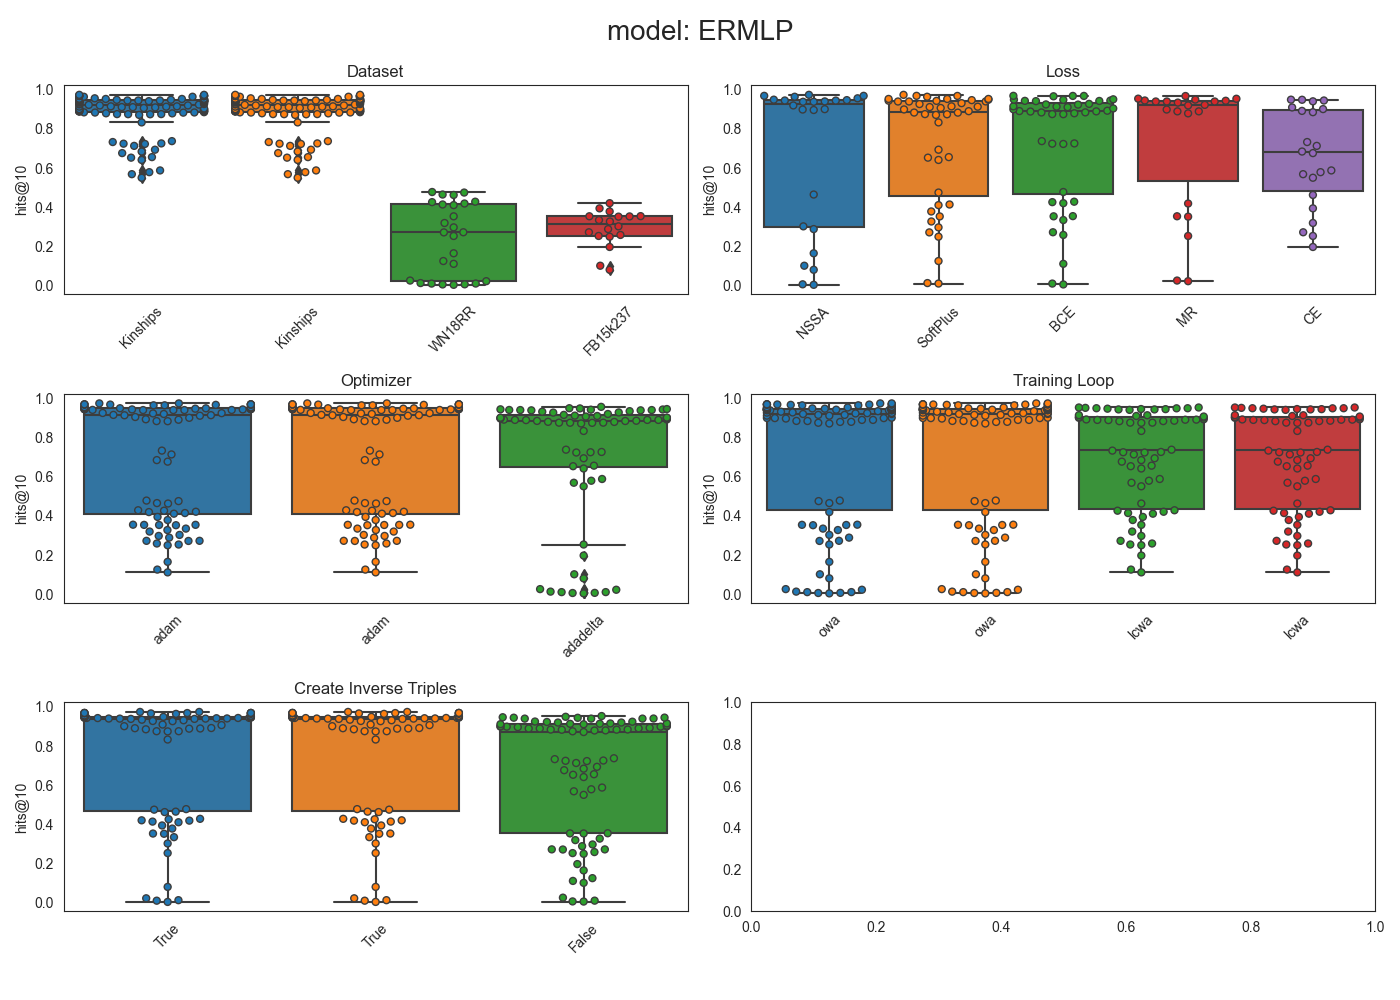 model: ERMLP
Dataset
Loss
hits@10
1.0
0.8
0.6
0.4
0.2
0.0
Kinships
Kinships
WN18RR
FB15k237
hits@10
1.0
0.8
0.6
0.4
0.2
0.0
NSSA
SoftPlus
BCE
MR
CE
Optimizer
Training Loop
hits@10
1.0
0.8
0.6
0.4
0.2
0.0
adam
adam
adadelta
hits@10
1.0
0.8
0.6
0.4
0.2
0.0
owa
owa
lcwa
lcwa
Create Inverse Triples
hits@10
1.0
0.8
0.6
0.4
0.2
0.0
True
True
False
1.0
0.8
0.6
0.4
0.2
0.0
0.0 0.2 0.4 0.6 0.8 1.0